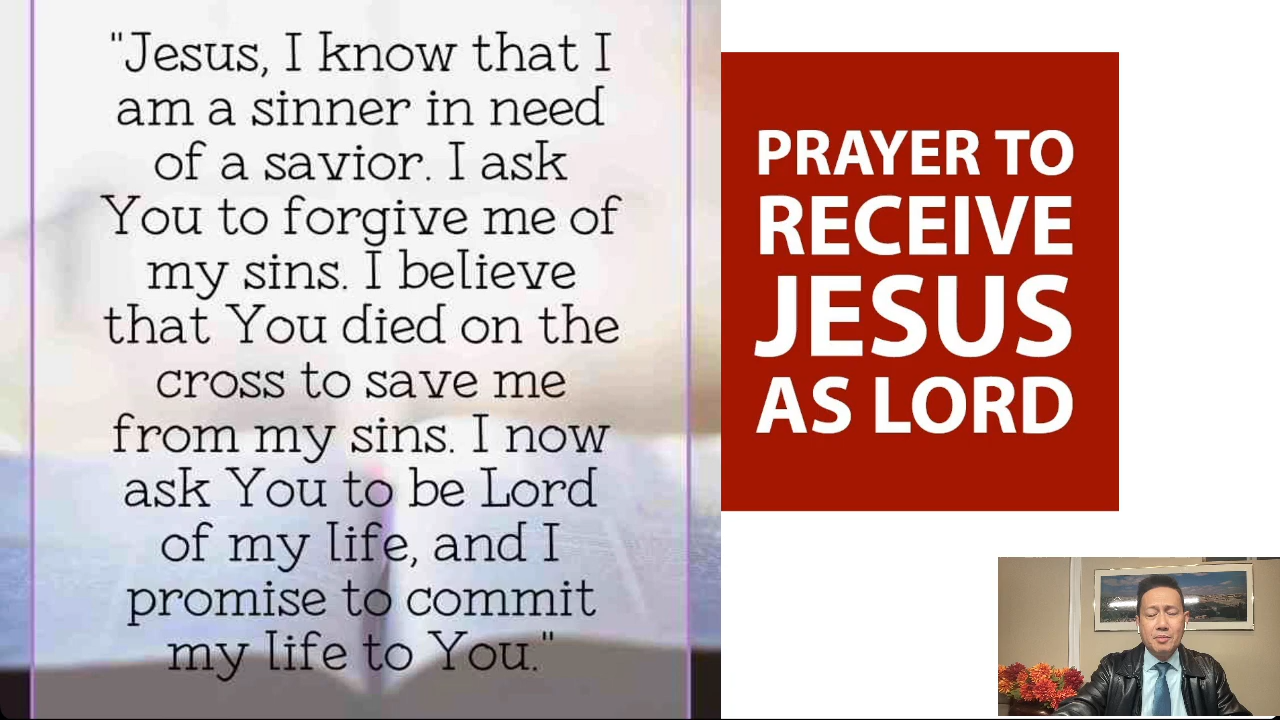 "Jesus, I know that I
am a sinner in need
of a savior. I ask
You to forgive me of
my sins. I believe
that You died on the
cross to save me
from my sins. I now
ask You to be Lord
of my life, and I
promise to commit
my life to You."
PRAYER TO
RECEIVE
JESUS
AS LORD